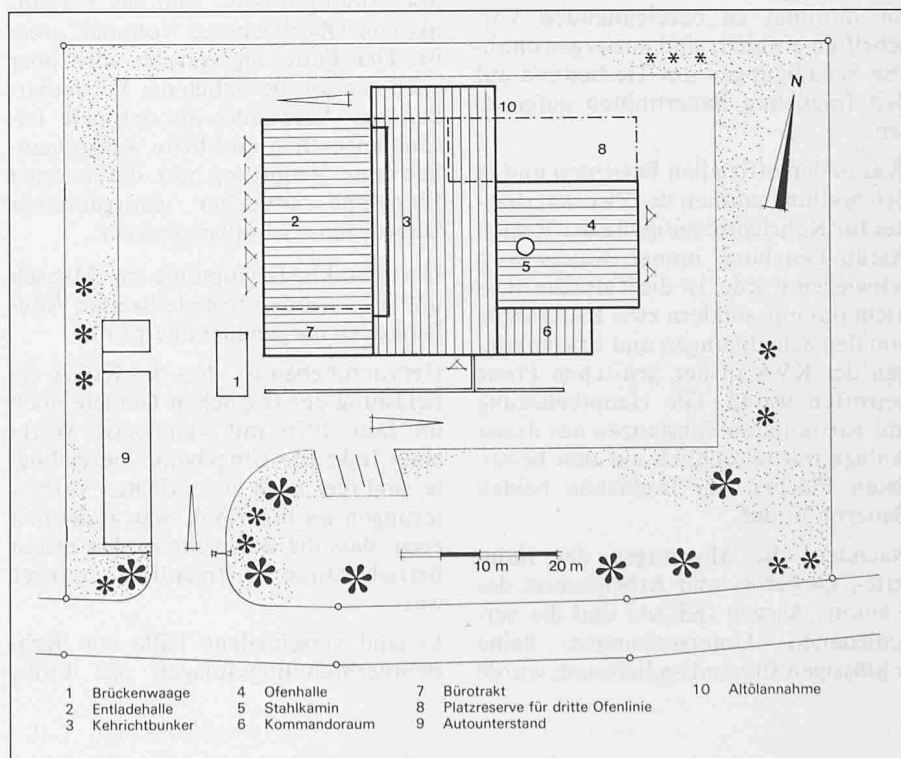 N
10
8
2
3
4
5
7
6
1
9
10 m 20 m
1 Brückenwaage 4 Ofenhalle 7 Bürotrakt 10 Altölannahme
2 Entladehalle 5 Stahlkamin 8 Platzreserve für dritte Ofenlinie
3 Kehrichtbunker 6 Kommandoraum 9 Autounterstand